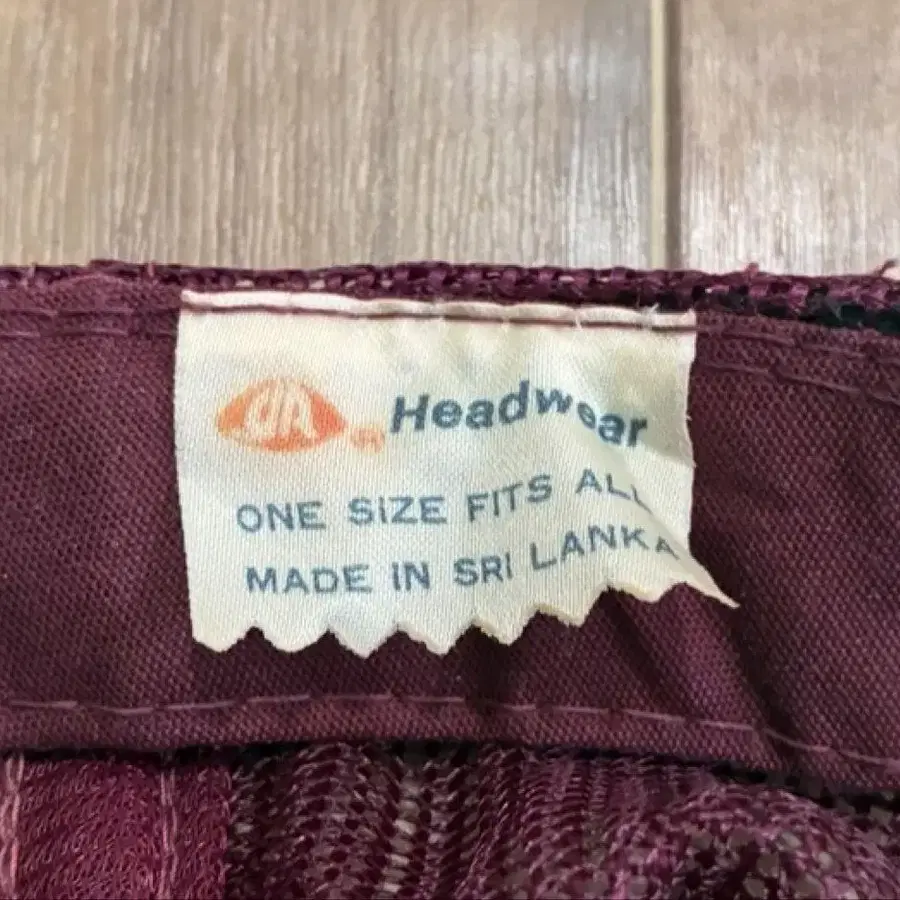 Headwear
ONE SIZE FITS ALL
MADE IN SRI LANKA